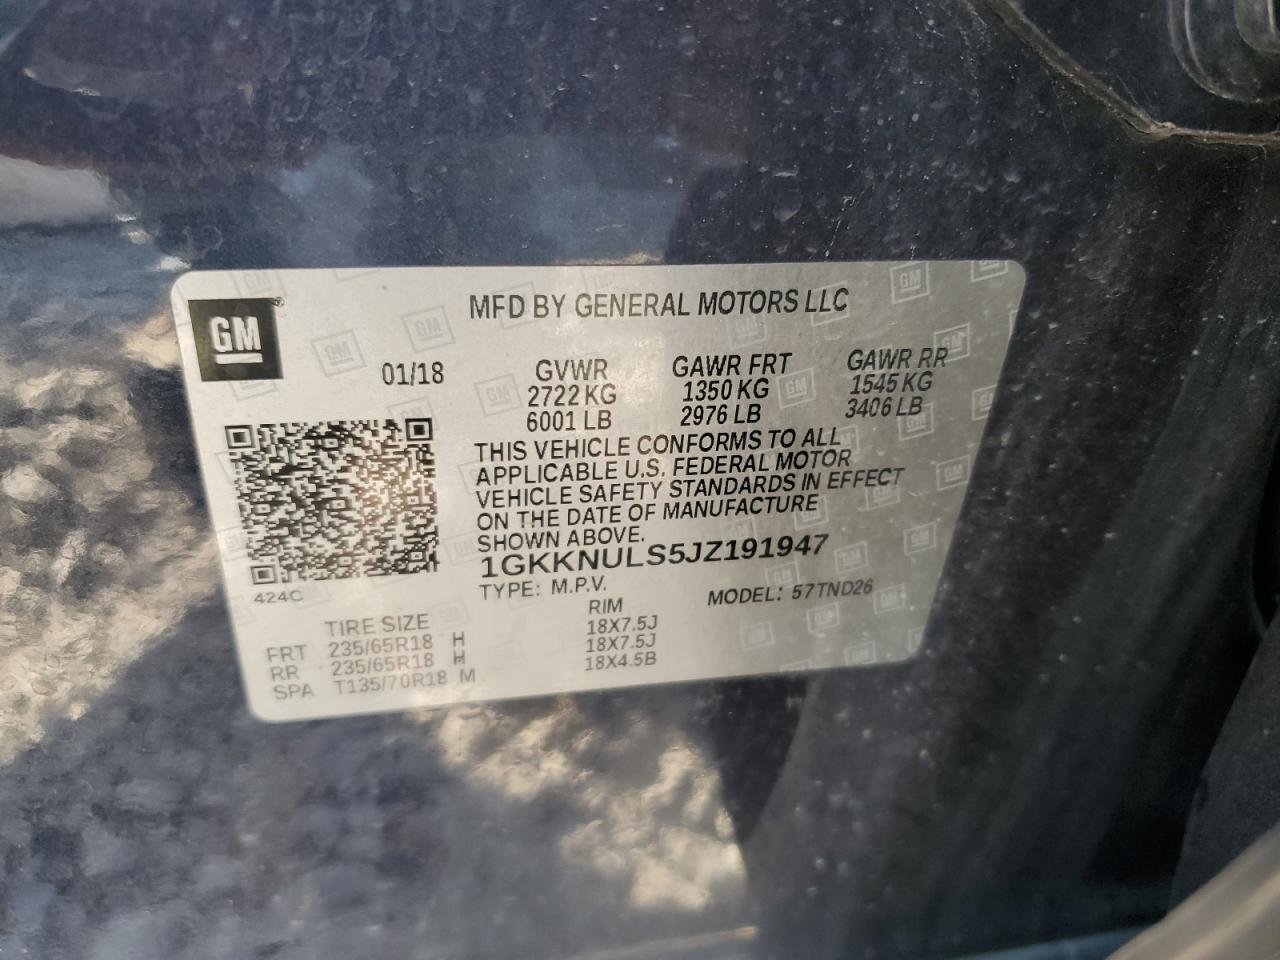 GM
MFD BY GENERAL MOTORS LLC
01/18 GVWR GAWR FRT GAWR RR
2722 KG 1350 KG 1545 KG
6001 LB 2976 LB 3406 LB
THIS VEHICLE CONFORMS TO ALL
APPLICABLE U.S. FEDERAL MOTOR
VEHICLE SAFETY STANDARDS IN EFFECT
ON THE DATE OF MANUFACTURE
SHOWN ABOVE.
1GKKNULS5JZ191947
424C
TYPE: M.P.V. MODEL: 57TND26
TIRE SIZE RIM
FRT 235/65R18 H 18X7.5J
RR 235/65R18 H 18X7.5J
SPA T135/70R18 M 18X4.5B